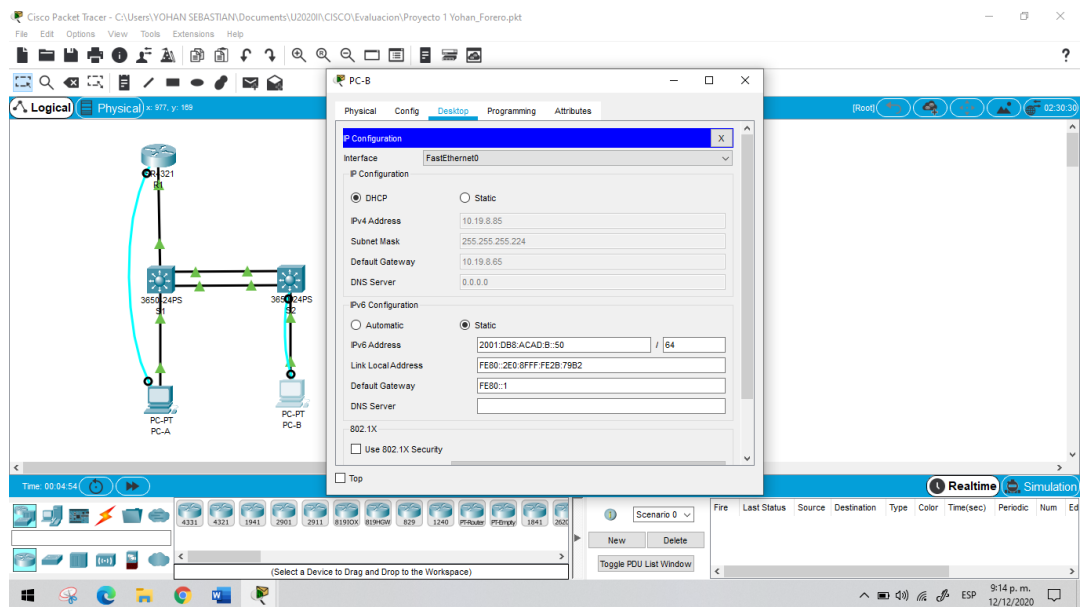 Cisco Packet Tracer - C:\Users\YOHAN SEBASTIAN\Documents\U2020II\CISCO\Evaluacion\Proyecto 1 Yohan_Forero.pkt
File Edit Options View Tools Extensions Help
?
Logical Physical x: 977, y: 169
[Root] 02:30:30
PC-B
Physical Config Desktop Programming Attributes
IP Configuration X
Interface FastEthernet0
IP Configuration
DHCP Static
IPv4 Address 10.19.8.85
Subnet Mask 255.255.255.224
Default Gateway 10.19.8.65
DNS Server 0.0.0.0
IPv6 Configuration
Automatic Static
IPv6 Address 2001:DB8:ACAD:B::50 / 64
Link Local Address FE80::2E0:8FFF:FE2B:79B2
Default Gateway FE80::1
DNS Server
802.1X
Use 802.1X Security
Top
R1
3650-24PS
S1
S2
PC-PT
PC-A
PC-PT
PC-B
Time: 00:04:54
Realtime Simulation
4331 4321 1941 2901 2911 819IOX 819HGW 829 1240 PT-Router PT-Empty 1841 2620
(Select a Device to Drag and Drop to the Workspace)
Scenario 0
New Delete
Toggle PDU List Window
Fire Last Status Source Destination Type Color Time(sec) Periodic Num Ed
ESP
9:14 p. m.
12/12/2020